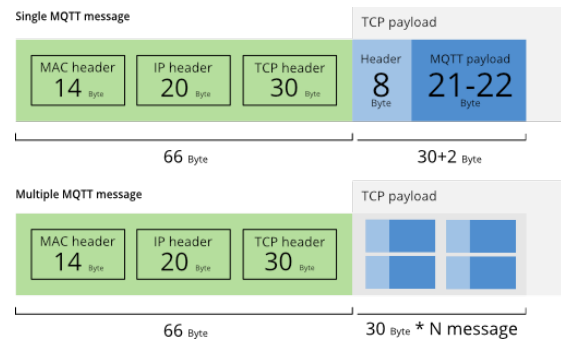 Single MQTT message
TCP payload
MAC header
14 Byte
IP header
20 Byte
TCP header
30 Byte
Header
8
Byte
MQTT payload
21-22
Byte
66 Byte
30+2 Byte
Multiple MQTT message
TCP payload
MAC header
14 Byte
IP header
20 Byte
TCP header
30 Byte
66 Byte
30 Byte * N message